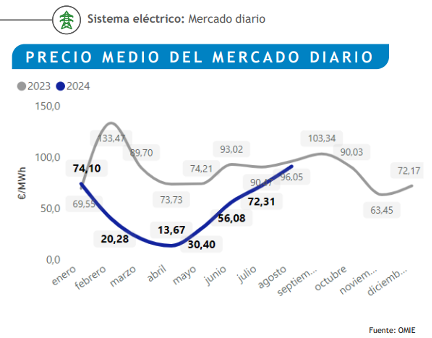 Sistema eléctrico: Mercado diario
PRECIO MEDIO DEL MERCADO DIARIO
2023 2024
150,0
133,47
103,34
89,70
93,02
90,03
100,0
74,10
74,21
72,17
€/MWh
69,55
73,73
96,05
63,45
50,0
20,28
13,67
30,40
56,08
72,31
0,0
enero
febrero
marzo
abril
mayo
junio
julio
agosto
septiem...
octubre
noviem...
diciemb...
Fuente: OMIE